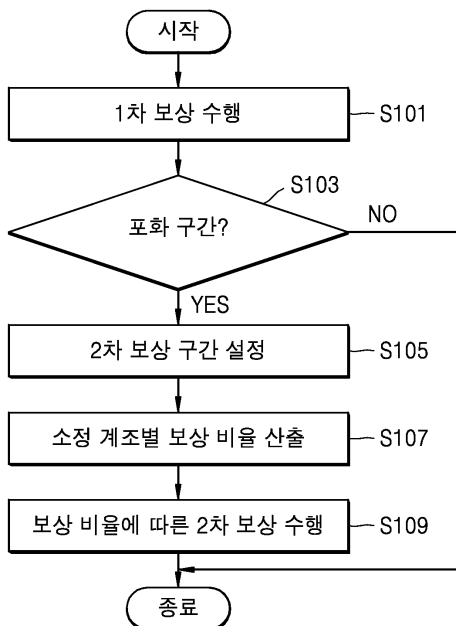 시작
1차 보상 수행
S101
포화 구간?
S103
NO
YES
2차 보상 구간 설정
S105
소정 계조별 보상 비율 산출
S107
보상 비율에 따른 2차 보상 수행
S109
종료